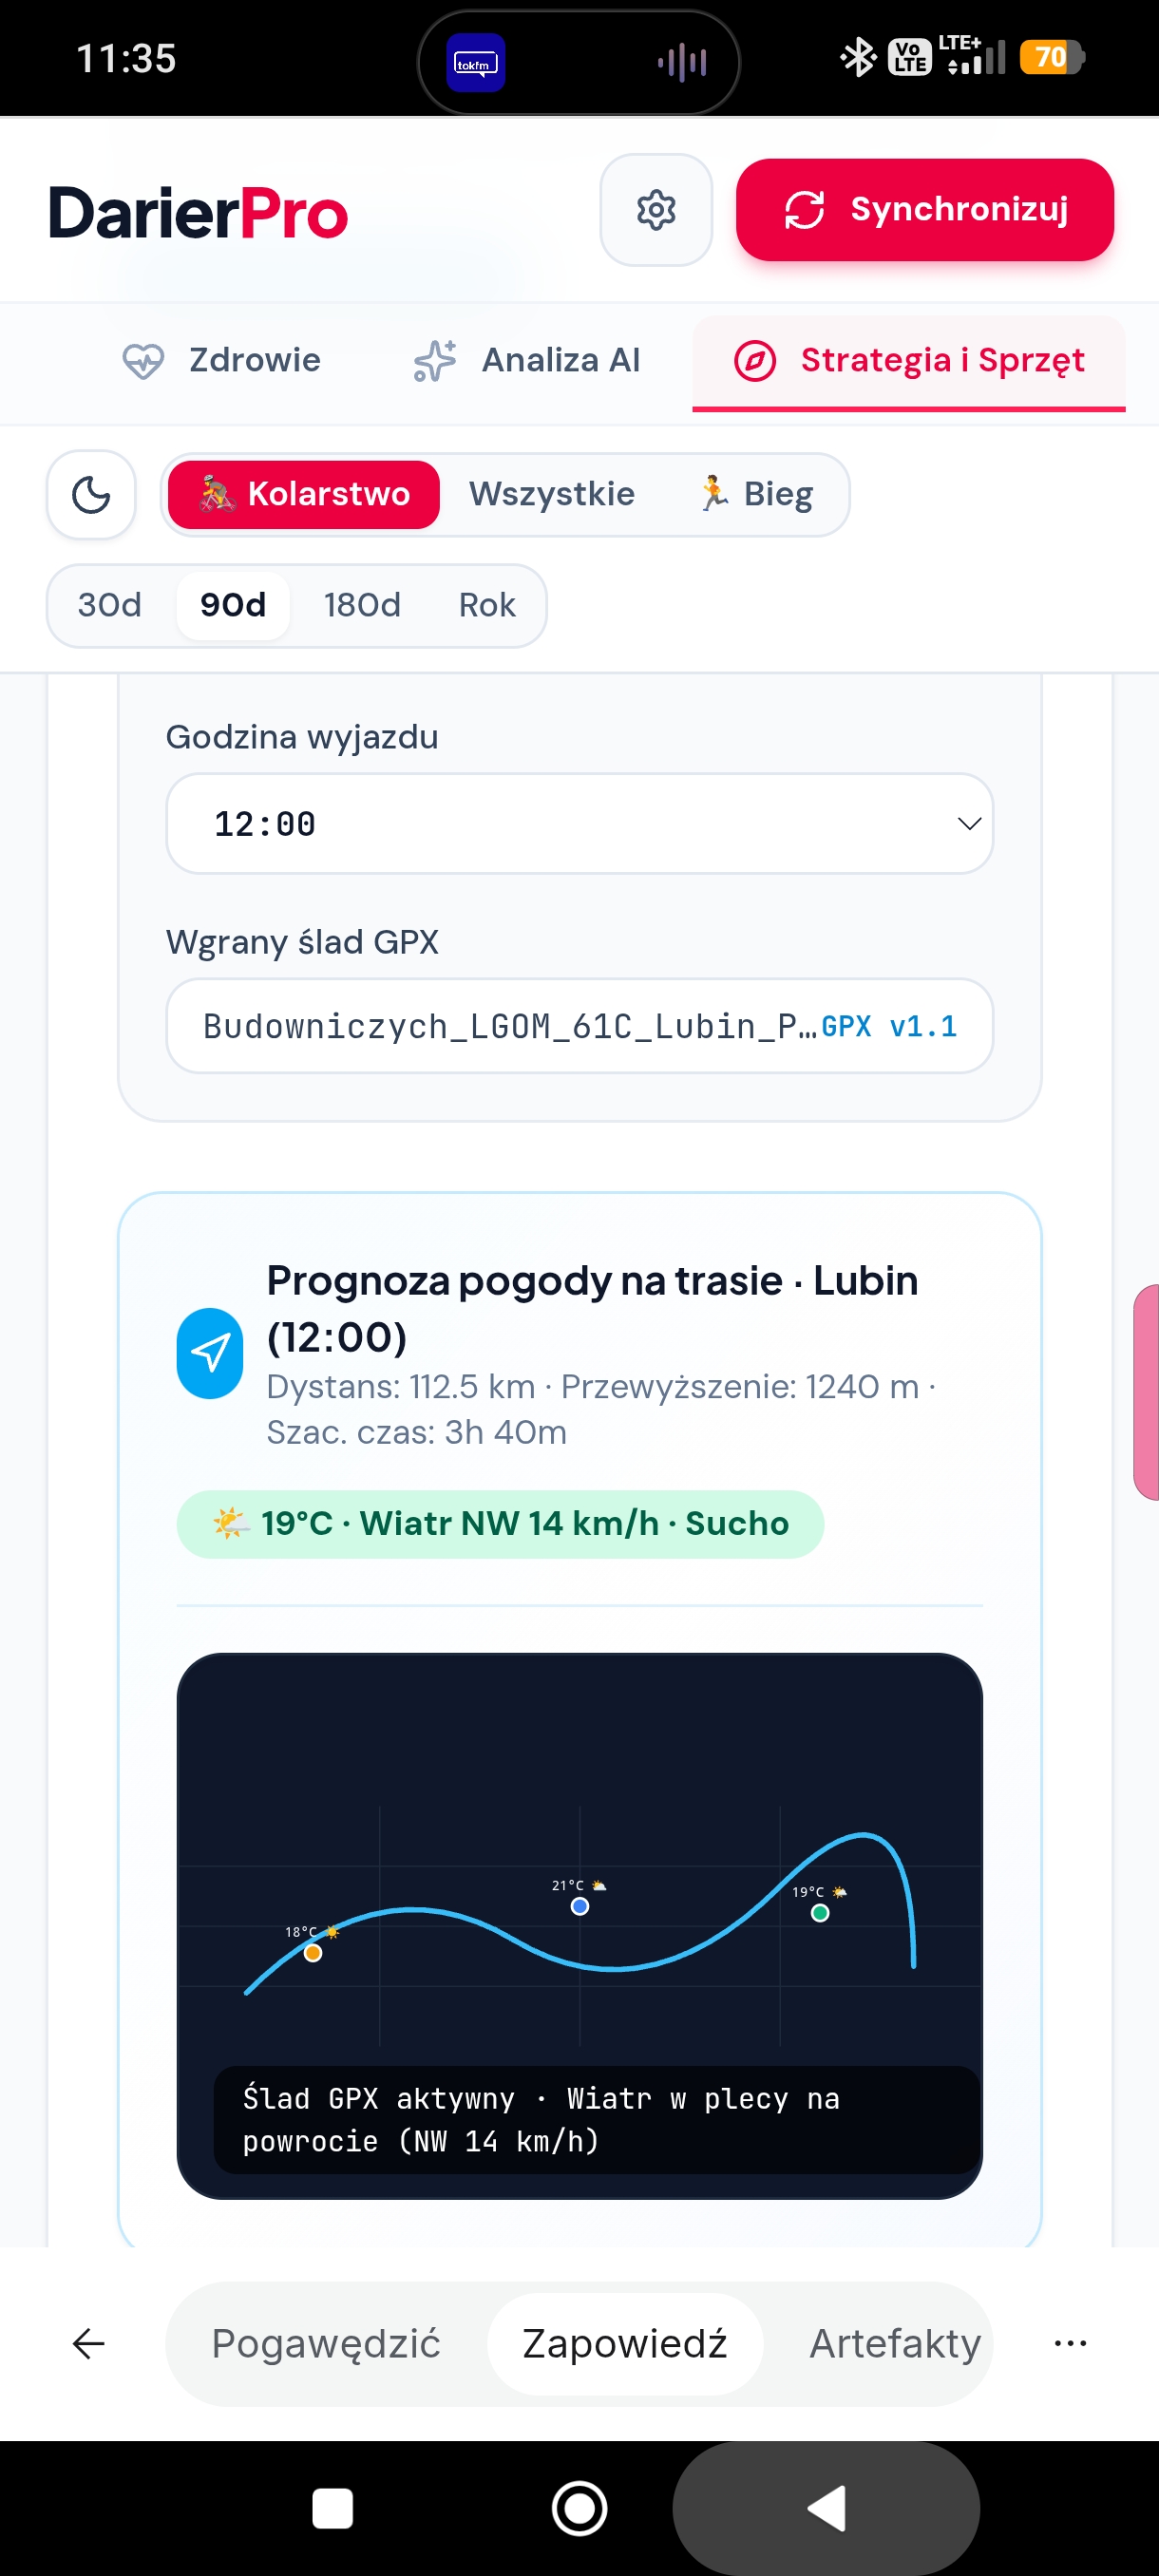 11:35
tokfm
Vo LTE
LTE+
70
DarierPro
Synchronizuj
Zdrowie
Analiza AI
Strategia i Sprzęt
Kolarstwo
Wszystkie
Bieg
30d
90d
180d
Rok
Godzina wyjazdu
12:00
Wgrany ślad GPX
Budowniczych_LGOM_61C_Lubin_P…
GPX v1.1
Prognoza pogody na trasie · Lubin
(12:00)
Dystans: 112.5 km · Przewyższenie: 1240 m ·
Szac. czas: 3h 40m
19°C · Wiatr NW 14 km/h · Sucho
21°C
19°C
18°C
Ślad GPX aktywny · Wiatr w plecy na
powrocie (NW 14 km/h)
Pogawędzić
Zapowiedź
Artefakty